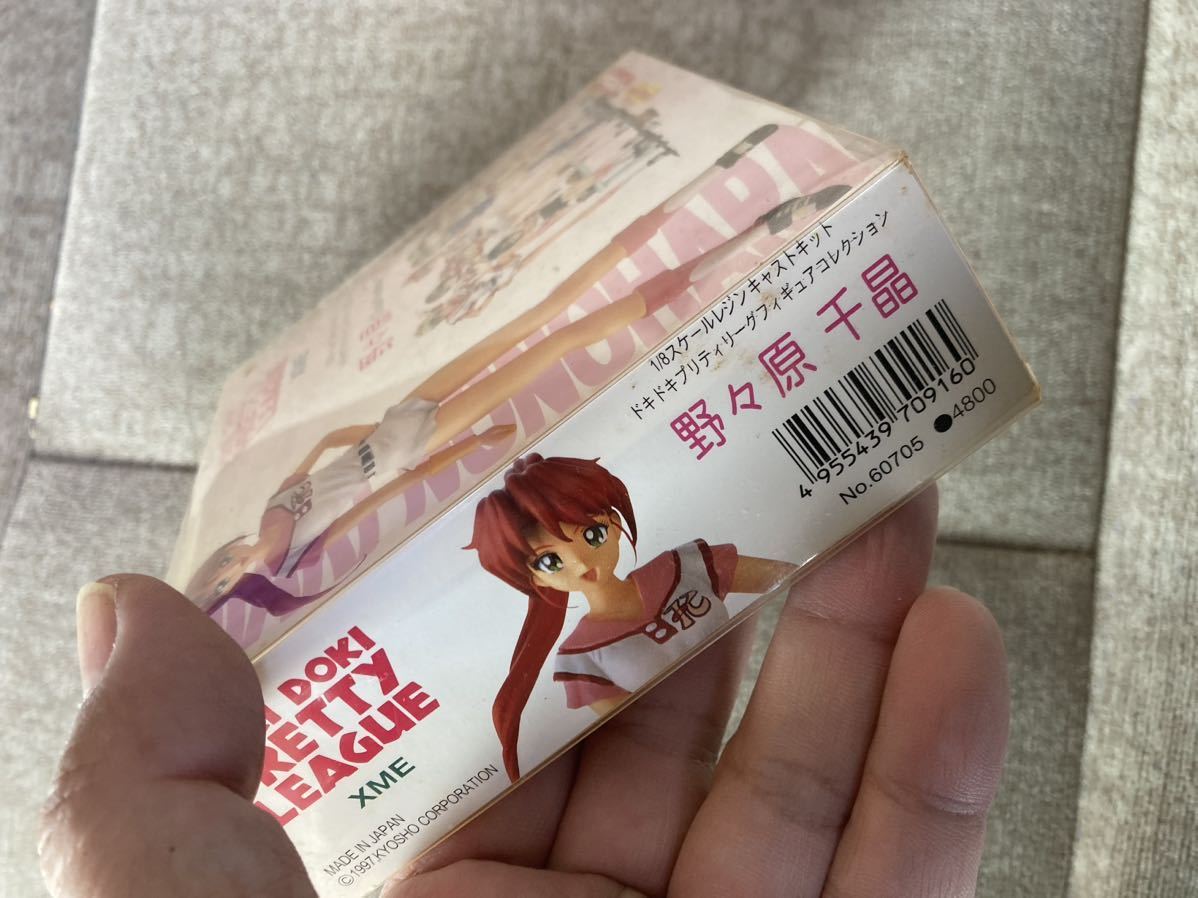 1/8スケールレジンキャストキット
ドキドキプリティリーグフィギュアコレクション
野々原 千晶
4 955439 709160
No.60705 ●4800
DOKI
RETTY
LEAGUE
XME
MADE IN JAPAN
©1997,KYOSHO CORPORATION